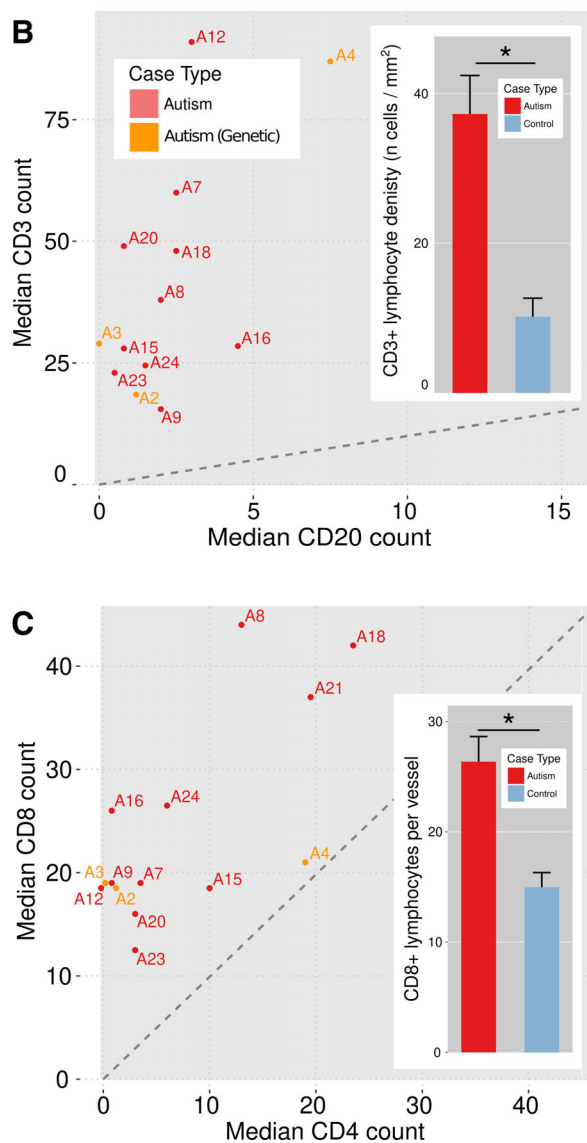 B
Median CD3 count
75
50
25
0
A12
A4
Case Type
Autism
Autism (Genetic)
A7
A20
A18
A8
A3
A15
A24
A16
A23
A2
A9
0
5
10
15
Median CD20 count
CD3+ lymphocyte denisty (n cells / mm²)
40
20
0
*
Case Type
Autism
Control
C
Median CD8 count
40
30
20
10
0
A8
A18
A21
A16
A24
A4
A3
A9
A7
A15
A12
A2
A20
A23
0
10
20
30
40
Median CD4 count
CD8+ lymphocytes per vessel
30
20
10
0
*
Case Type
Autism
Control